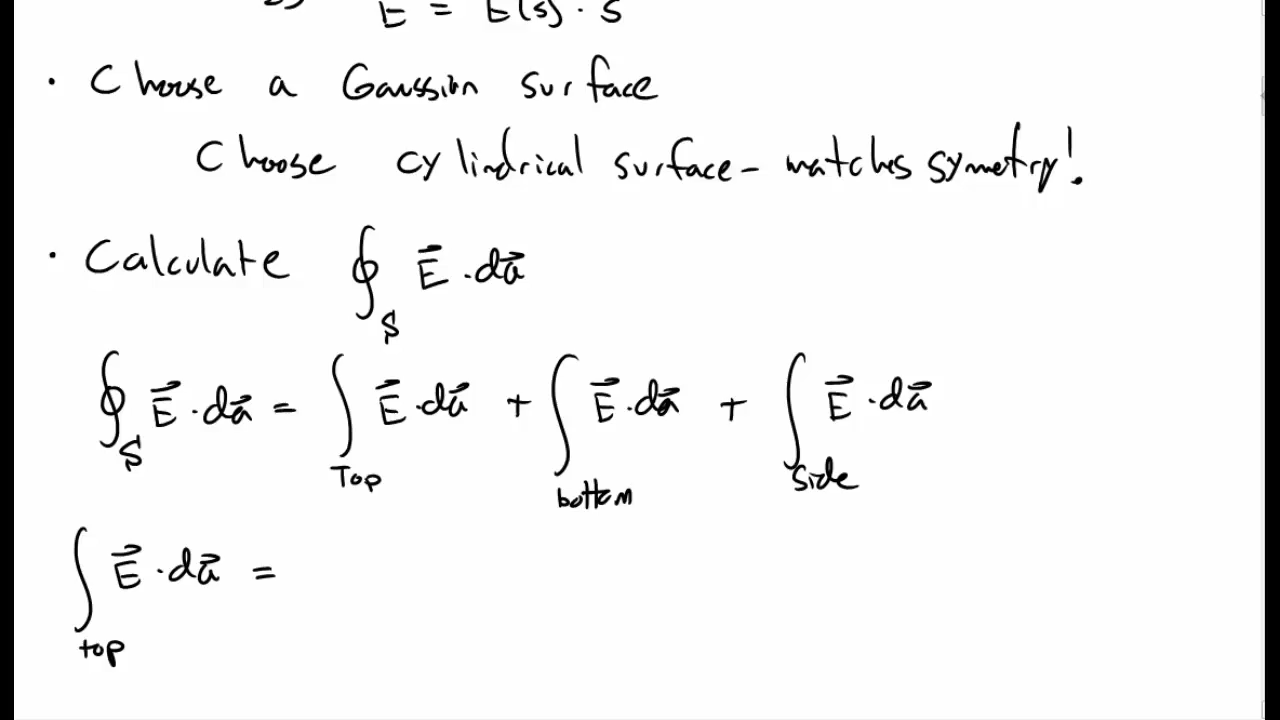 E = E(s) · s
· Choose a Gaussian surface
Choose cylindrical surface - matches symetry!
· Calculate ∮_S E⃗ · da⃗
∮_S E⃗ · da⃗ = ∫_Top E⃗ · da⃗ + ∫_bottom E⃗ · da⃗ + ∫_side E⃗ · da⃗
∫_top E⃗ · da⃗ =